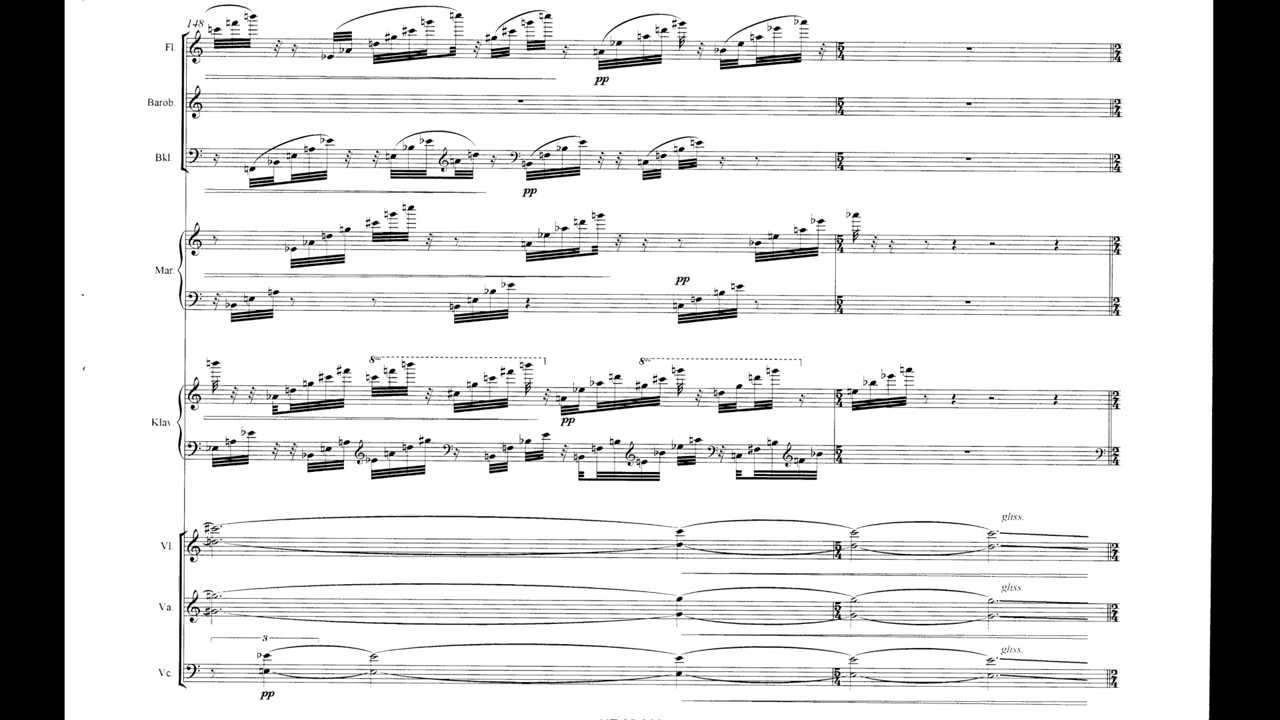 148
Fl.
pp
Barob.
Bkl.
pp
Mar.
pp
8va
8va
Klav.
pp
gliss.
Vl.
gliss.
Va.
3
gliss.
Vc.
pp